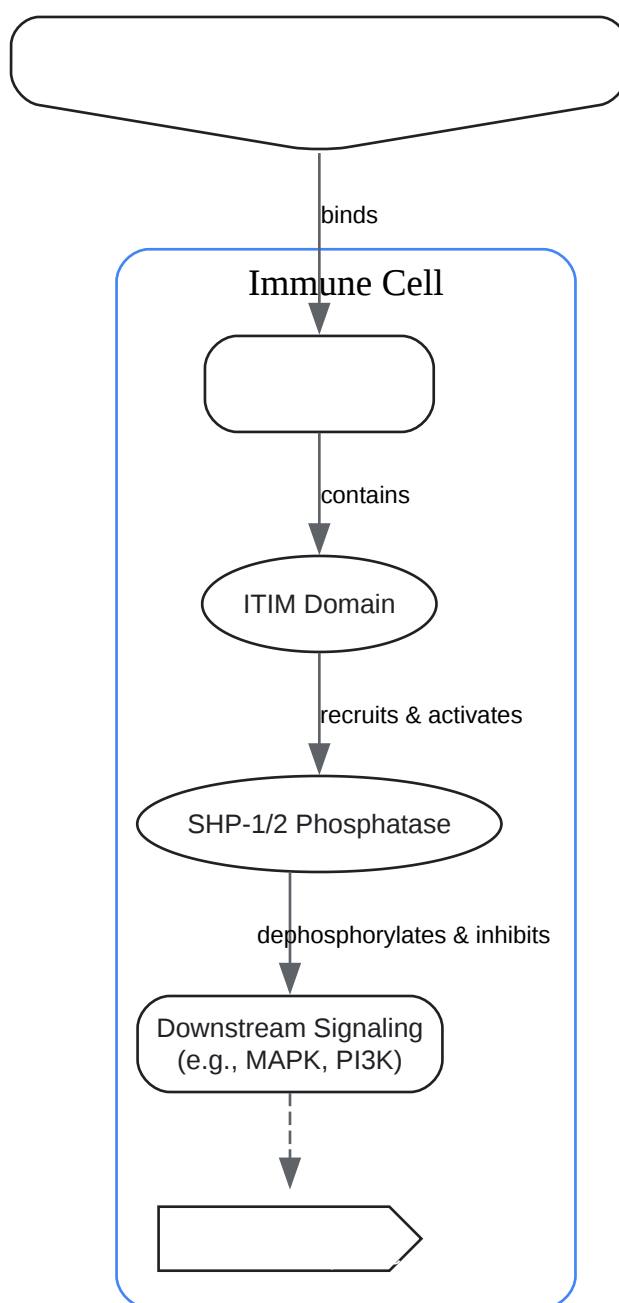 binds
Immune Cell
contains
ITIM Domain
recruits & activates
SHP-1/2 Phosphatase
dephosphorylates & inhibits
Downstream Signaling
(e.g., MAPK, PI3K)